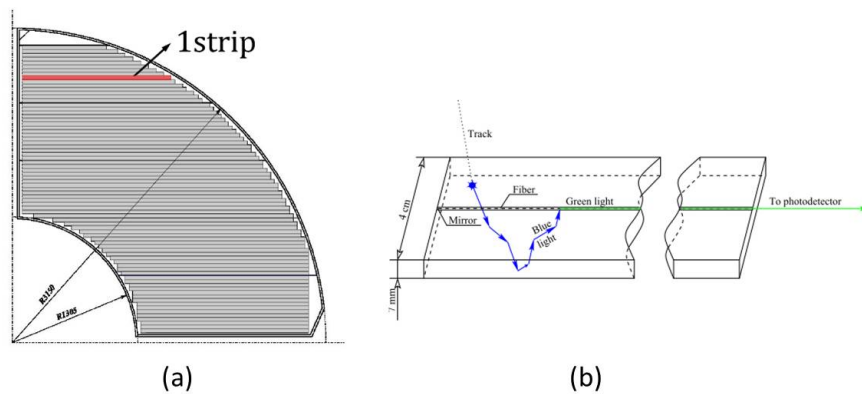 1strip
R3150
R1305
(a)
Track
Fiber
Green light
To photodetector
Mirror
Blue
light
4 cm
7 mm
(b)